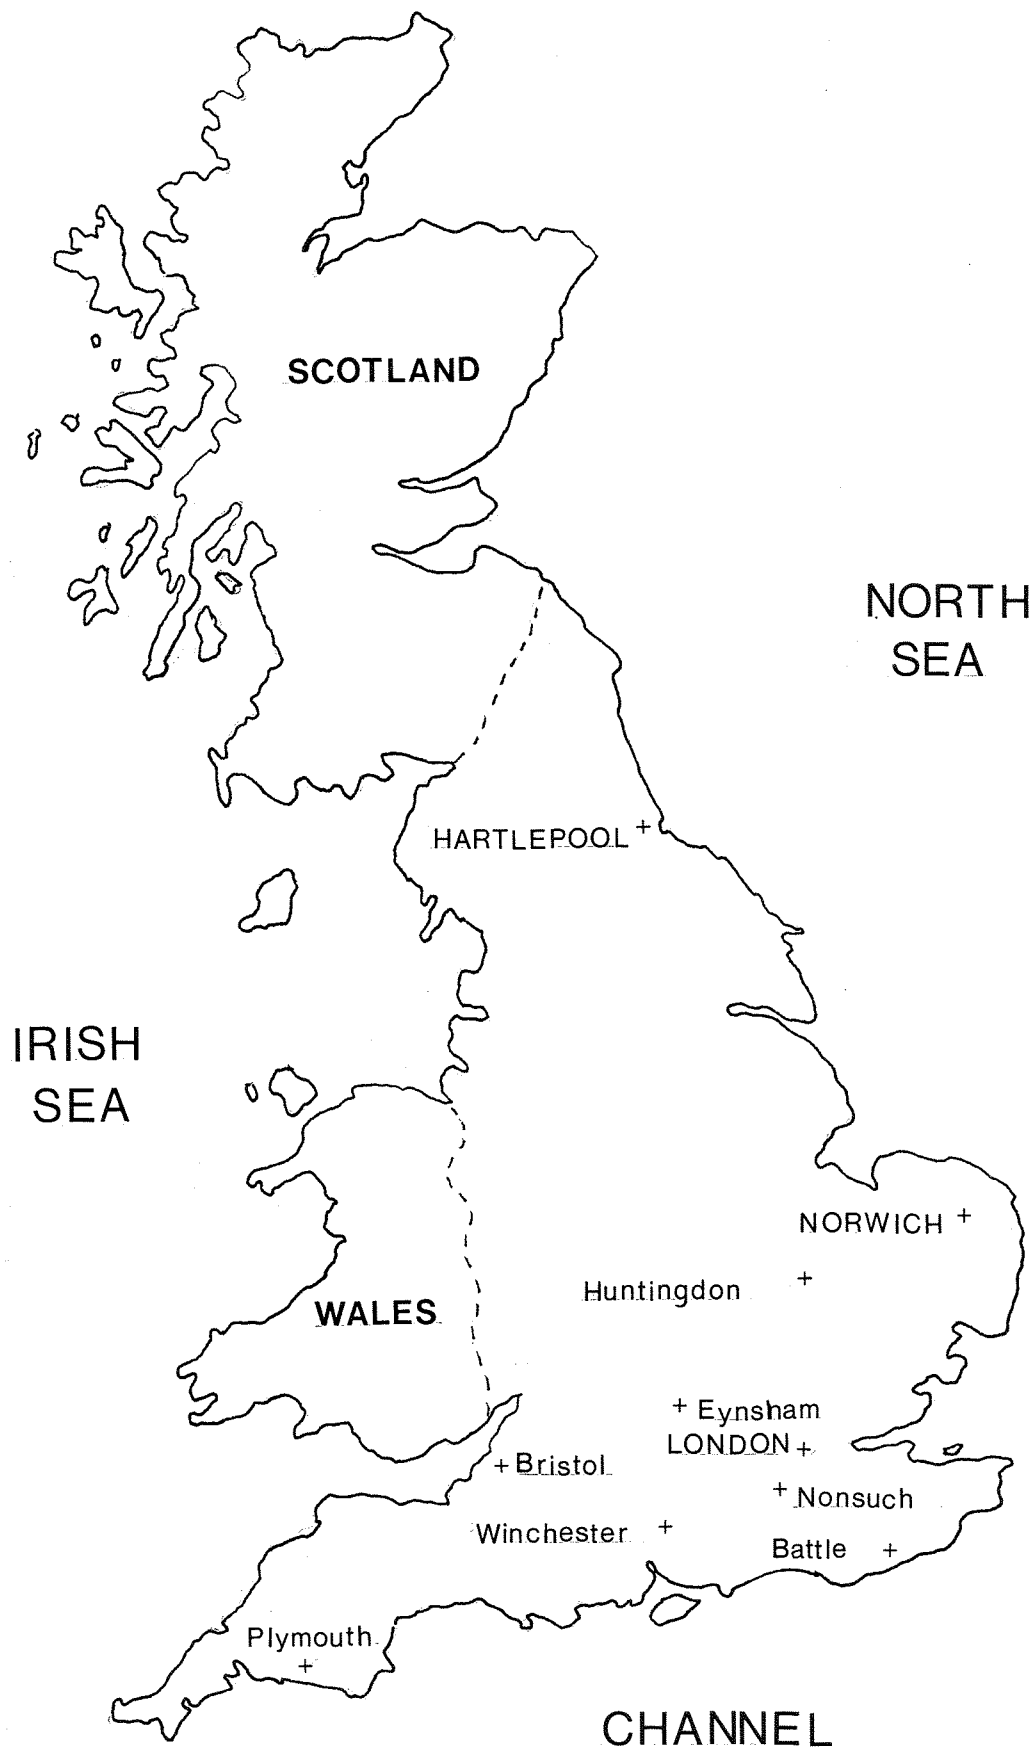 SCOTLAND
NORTH
SEA
HARTLEPOOL
IRISH
SEA
NORWICH
Huntingdon
WALES
Eynsham
LONDON
Bristol
Nonsuch
Winchester
Battle
Plymouth
CHANNEL